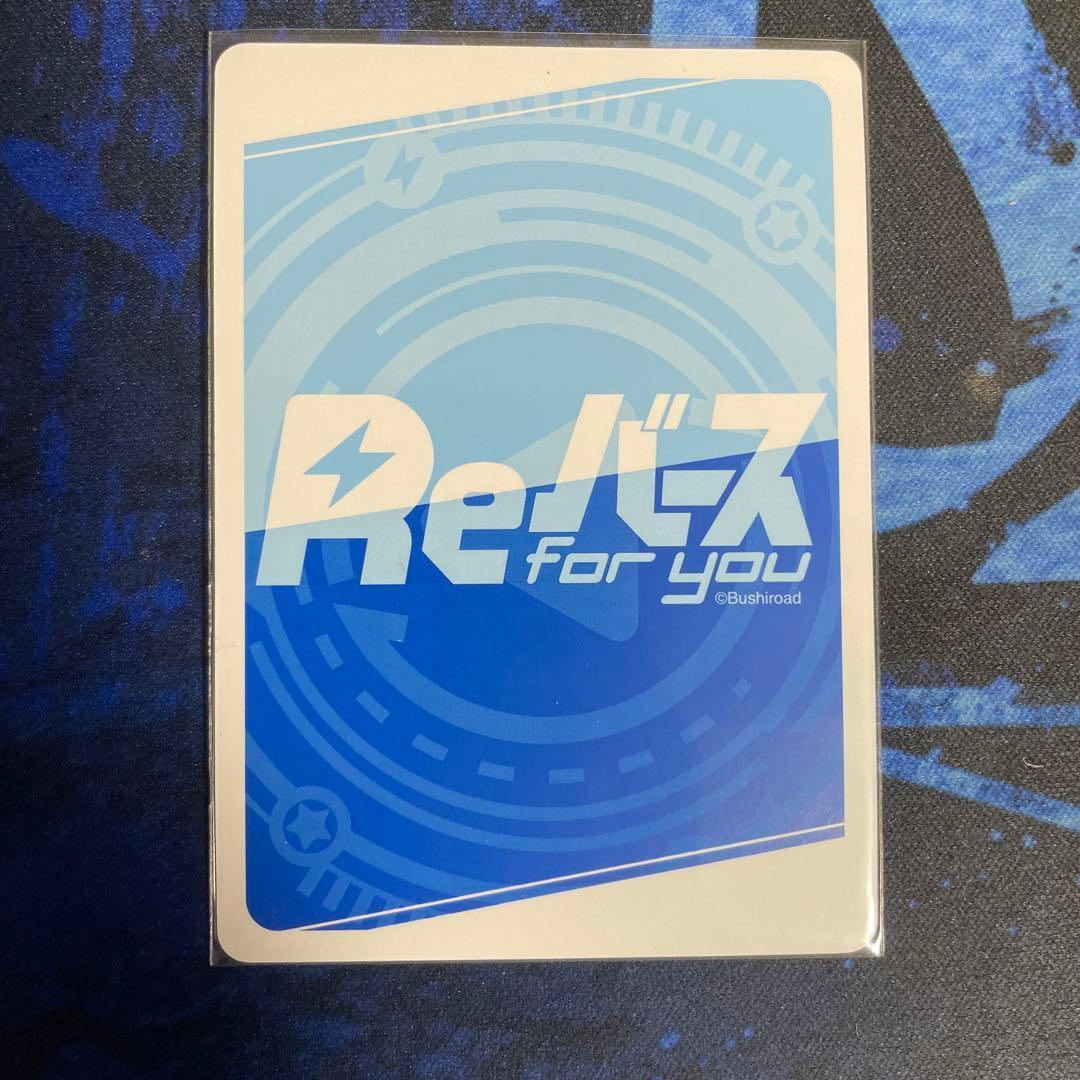 Reバース
for you
©Bushiroad